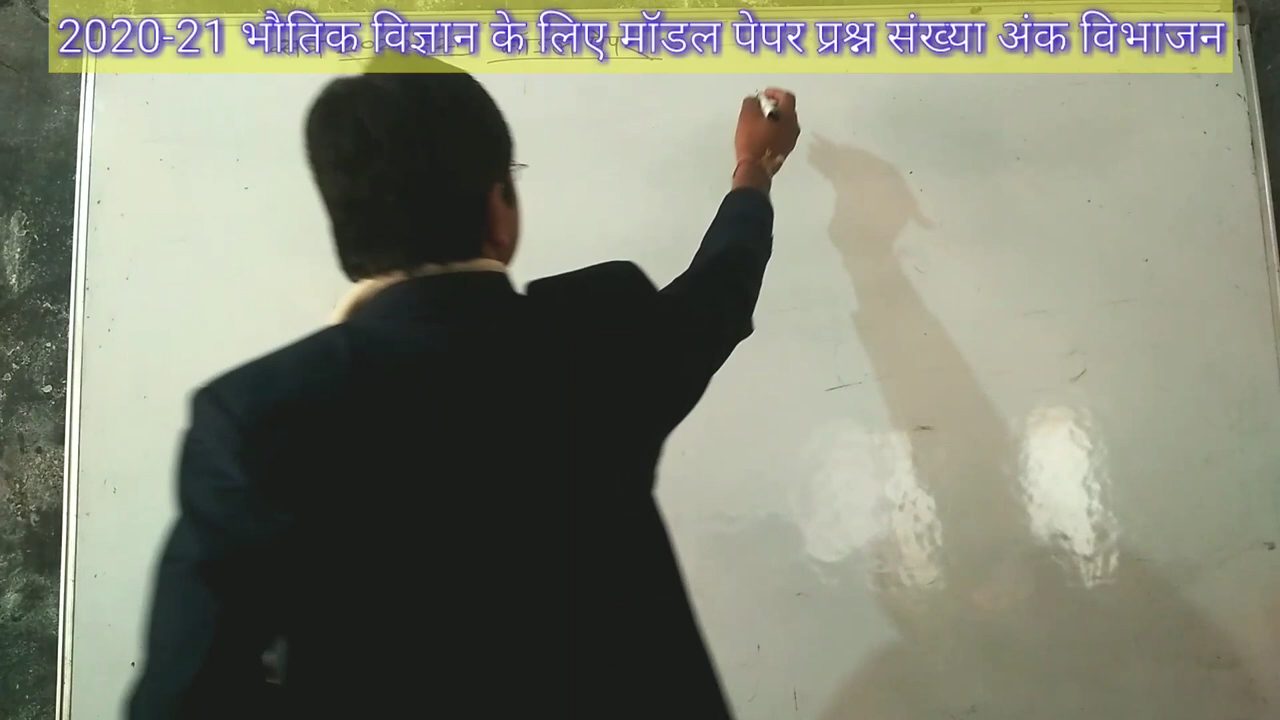 2020-21 भौतिक विज्ञान के लिए मॉडल पेपर प्रश्न संख्या अंक विभाजन